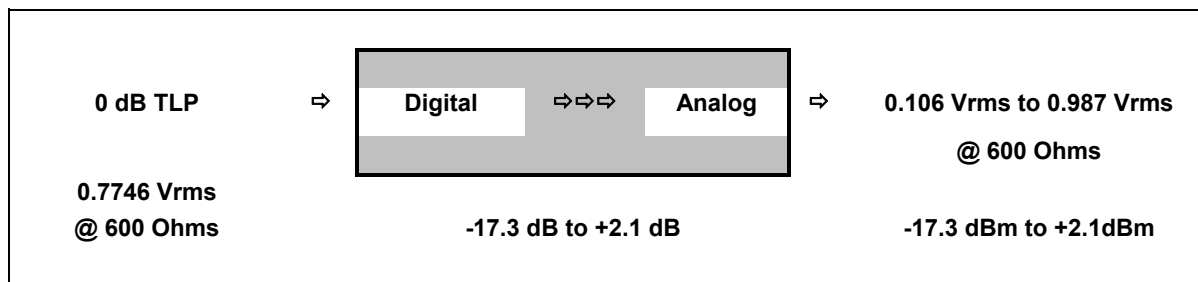 0 dB TLP ⇨ Digital ⇨⇨⇨ Analog ⇨ 0.106 Vrms to 0.987 Vrms
@ 600 Ohms
0.7746 Vrms
@ 600 Ohms -17.3 dB to +2.1 dB -17.3 dBm to +2.1dBm